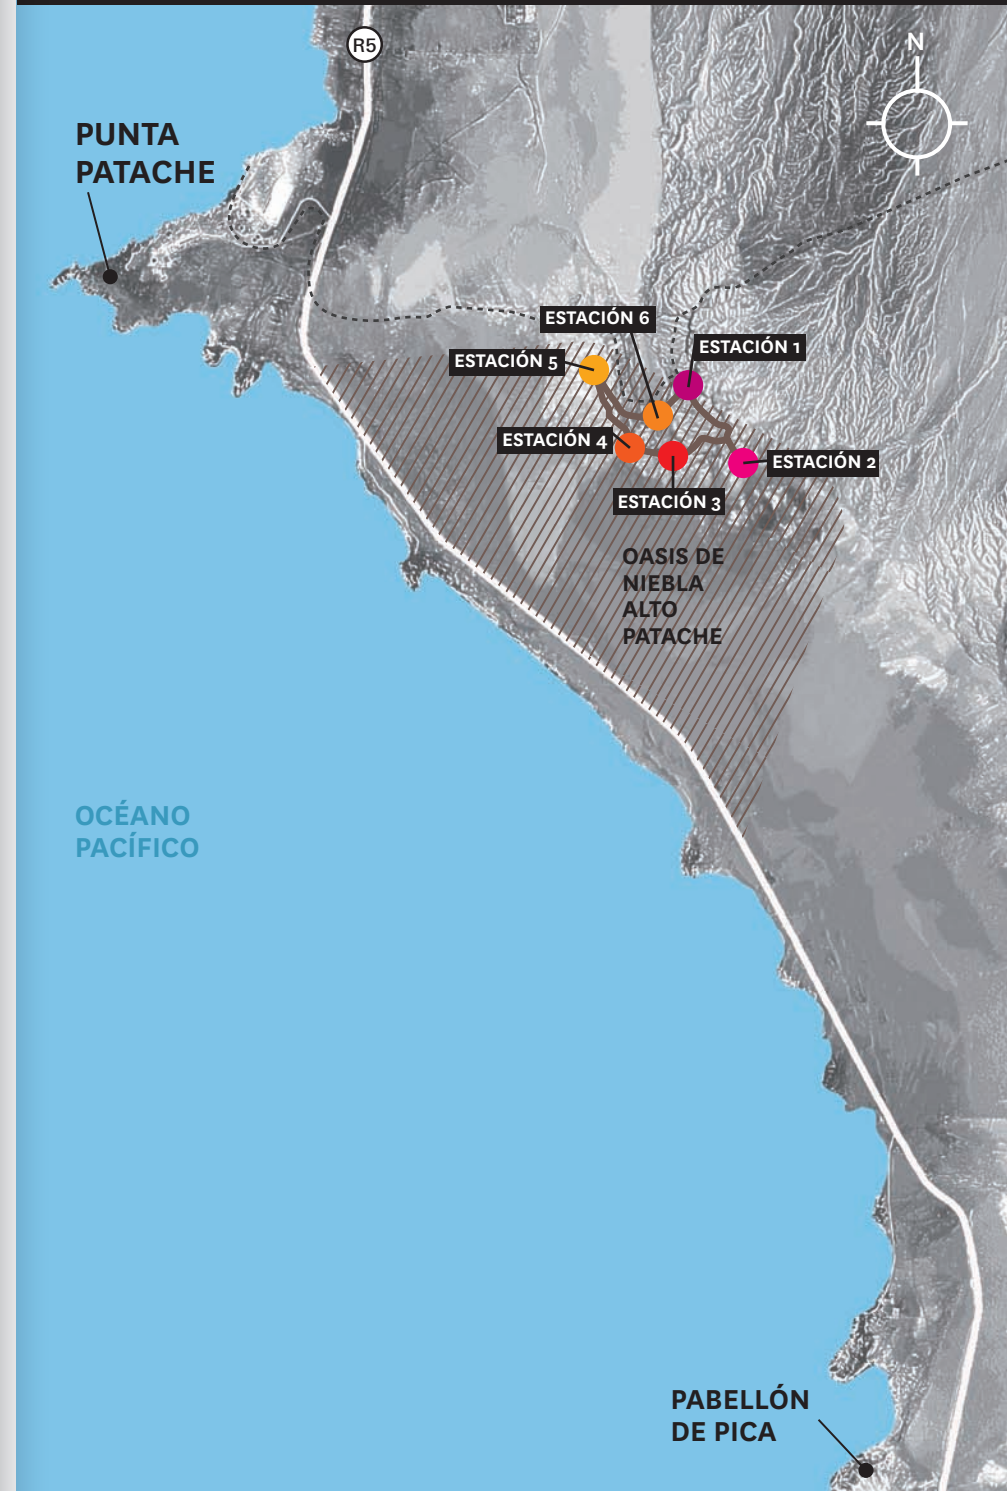 R5
N
PUNTA
PATACHE
ESTACIÓN 6
ESTACIÓN 1
ESTACIÓN 5
ESTACIÓN 4
ESTACIÓN 2
ESTACIÓN 3
OASIS DE
NIEBLA
ALTO
PATACHE
OCÉANO
PACÍFICO
PABELLÓN
DE PICA